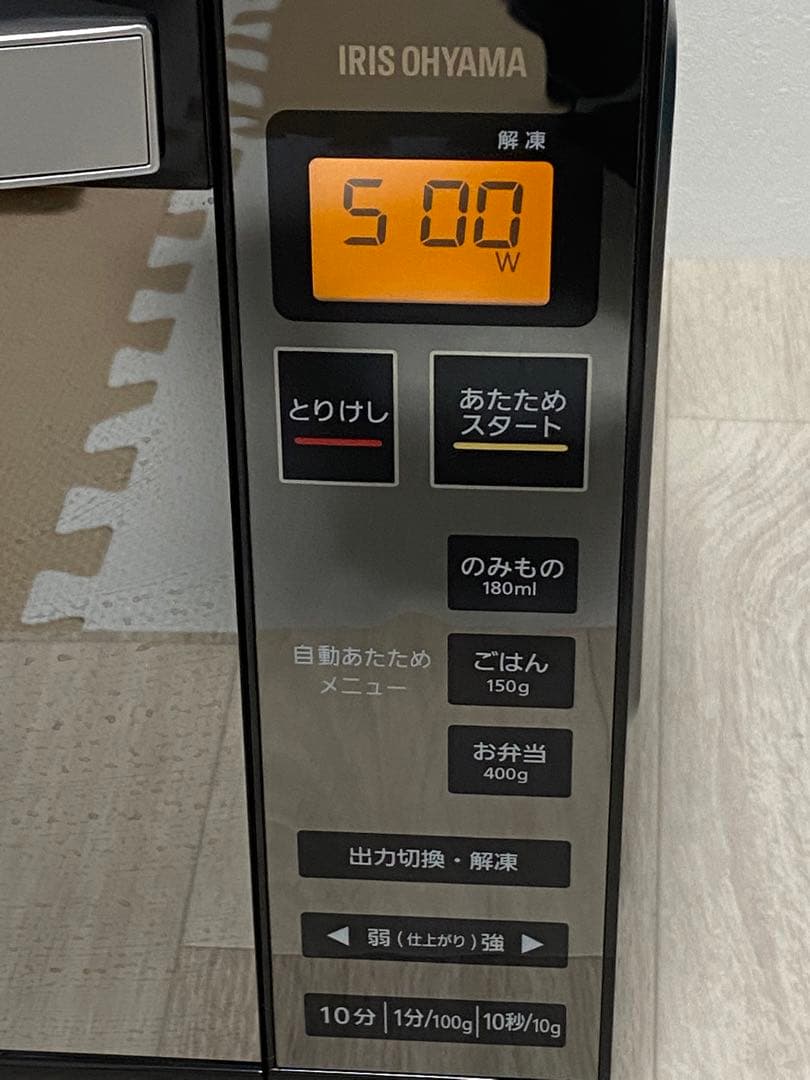 IRIS OHYAMA
解凍
500
W
とりけし
あたため
スタート
のみもの
180ml
自動あたため
メニュー
ごはん
150g
お弁当
400g
出力切換・解凍
◀ 弱(仕上がり)強 ▶
10分|1分/100g|10秒/10g